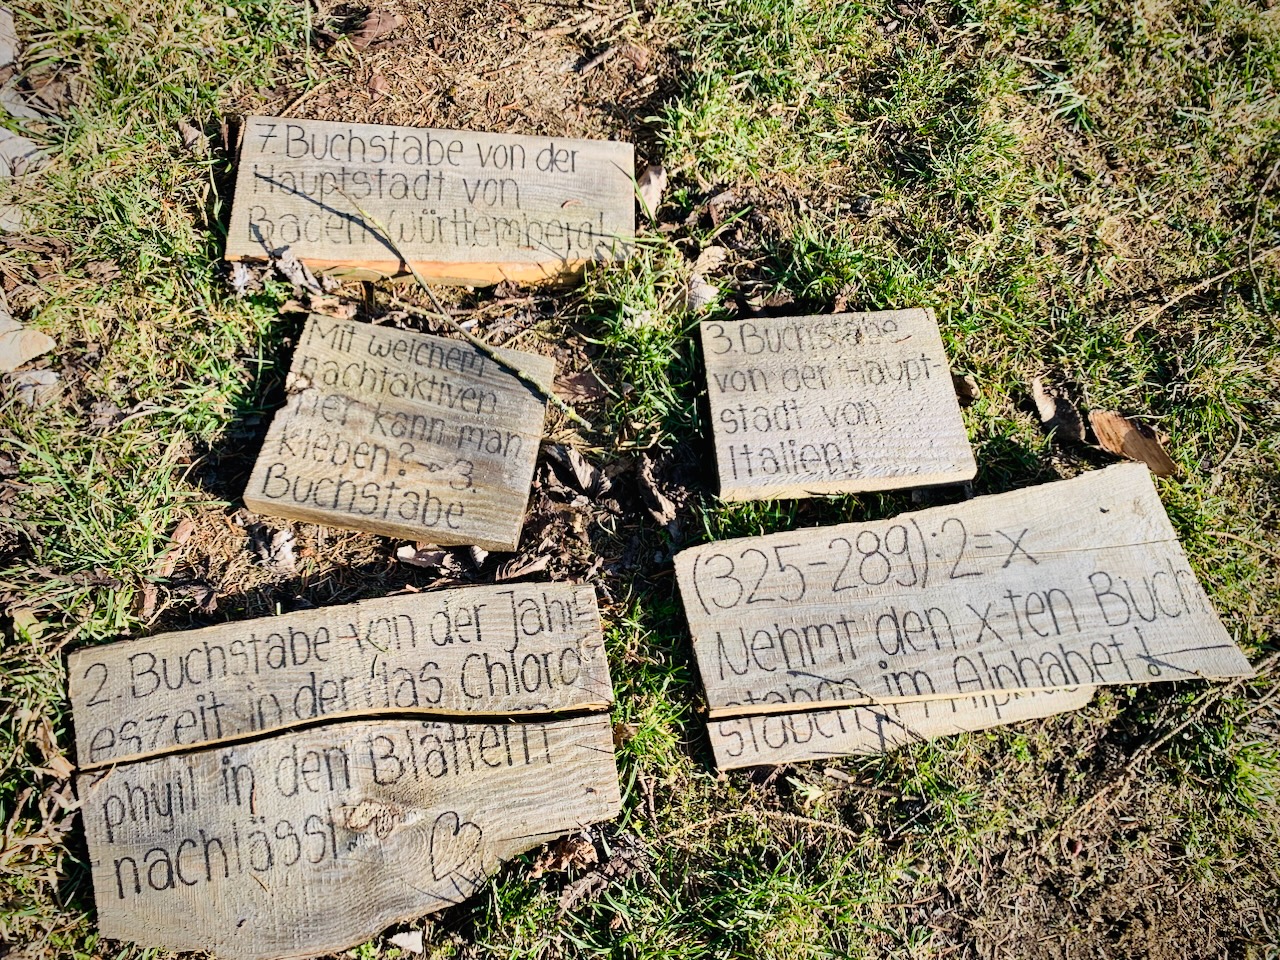 7 Buchstabe von der
Hauptstadt von
Baden-Württemberg!
Mit welchem
nachtaktiven
Tier kann man
kleben? → 3.
Buchstabe
3 Buchstabe
von der Haupt-
stadt von
Italien!
2. Buchstabe von der Jahr-
eszeit in der das Chloro-
phyll in den Blättern
nachlässt
(325-289):2=x
Nehmt den x-ten Buch
staben im Alphabet!